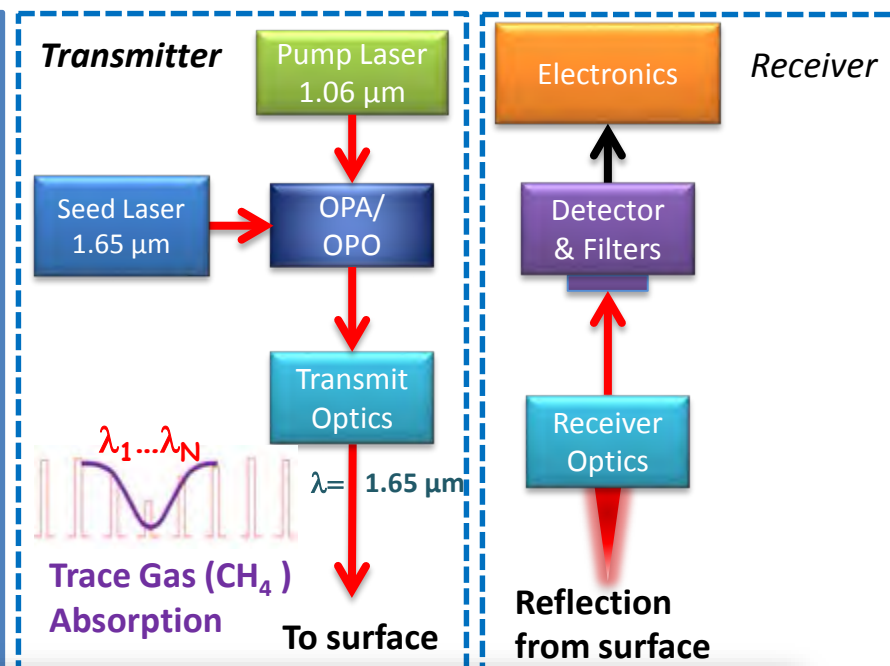 Transmitter
Pump Laser
1.06 µm
Seed Laser
1.65 µm
OPA/
OPO
Transmit
Optics
λ₁...λN
λ= 1.65 µm
Trace Gas (CH₄ )
Absorption
To surface
Receiver
Electronics
Detector
& Filters
Receiver
Optics
Reflection
from surface